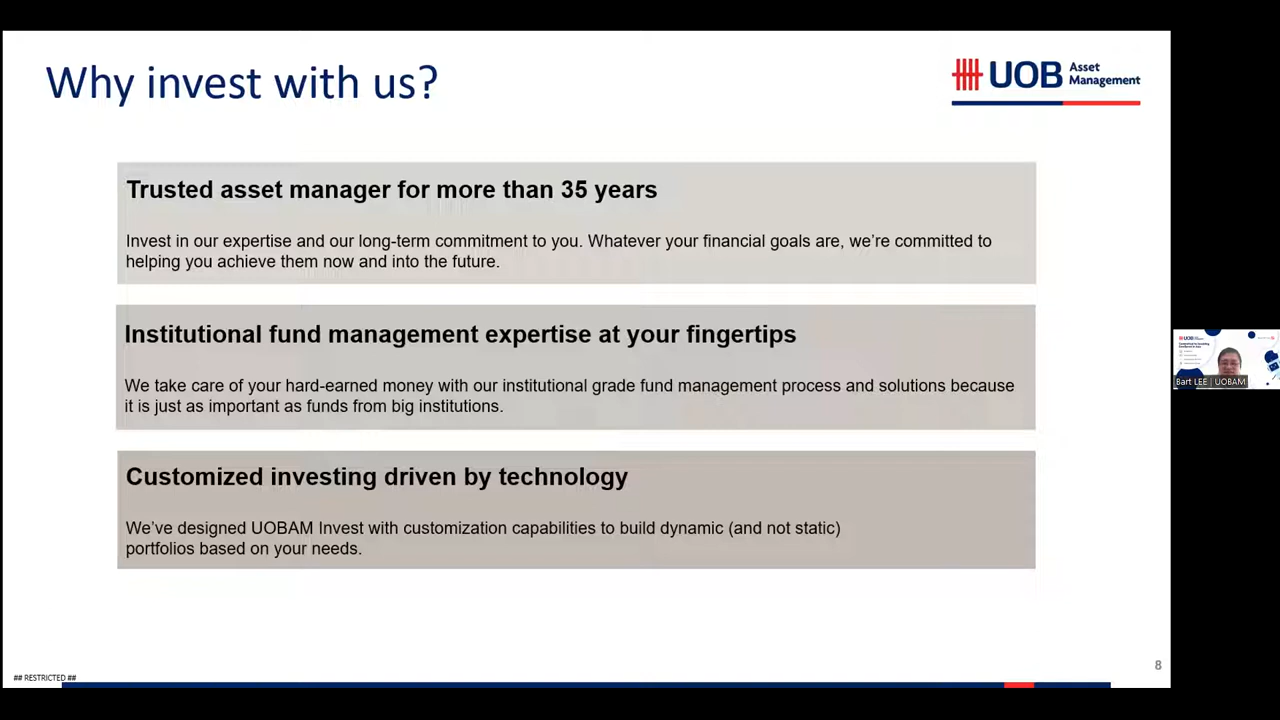 Why invest with us?
UOB Asset
Management
Trusted asset manager for more than 35 years
Invest in our expertise and our long-term commitment to you. Whatever your financial goals are, we’re committed to
helping you achieve them now and into the future.
Institutional fund management expertise at your fingertips
We take care of your hard-earned money with our institutional grade fund management process and solutions because
it is just as important as funds from big institutions.
Customized investing driven by technology
We’ve designed UOBAM Invest with customization capabilities to build dynamic (and not static)
portfolios based on your needs.
UOB
Bart LEE | UOBAM
8
## RESTRICTED ##